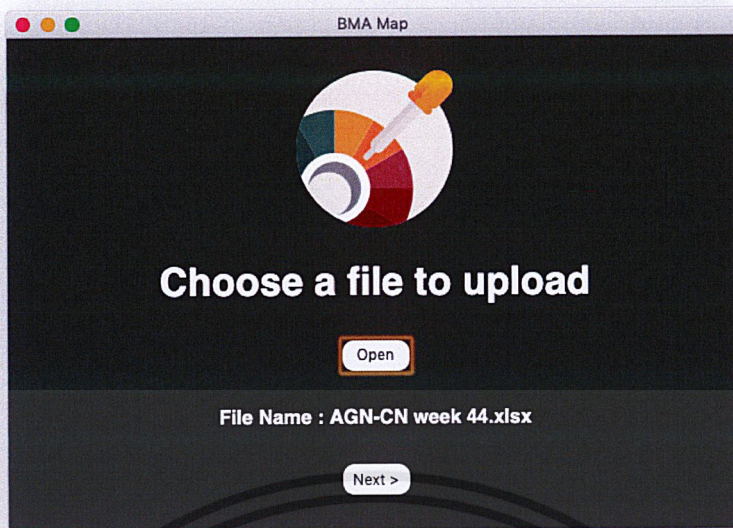 BMA Map
Choose a file to upload
Open
File Name : AGN-CN week 44.xlsx
Next >